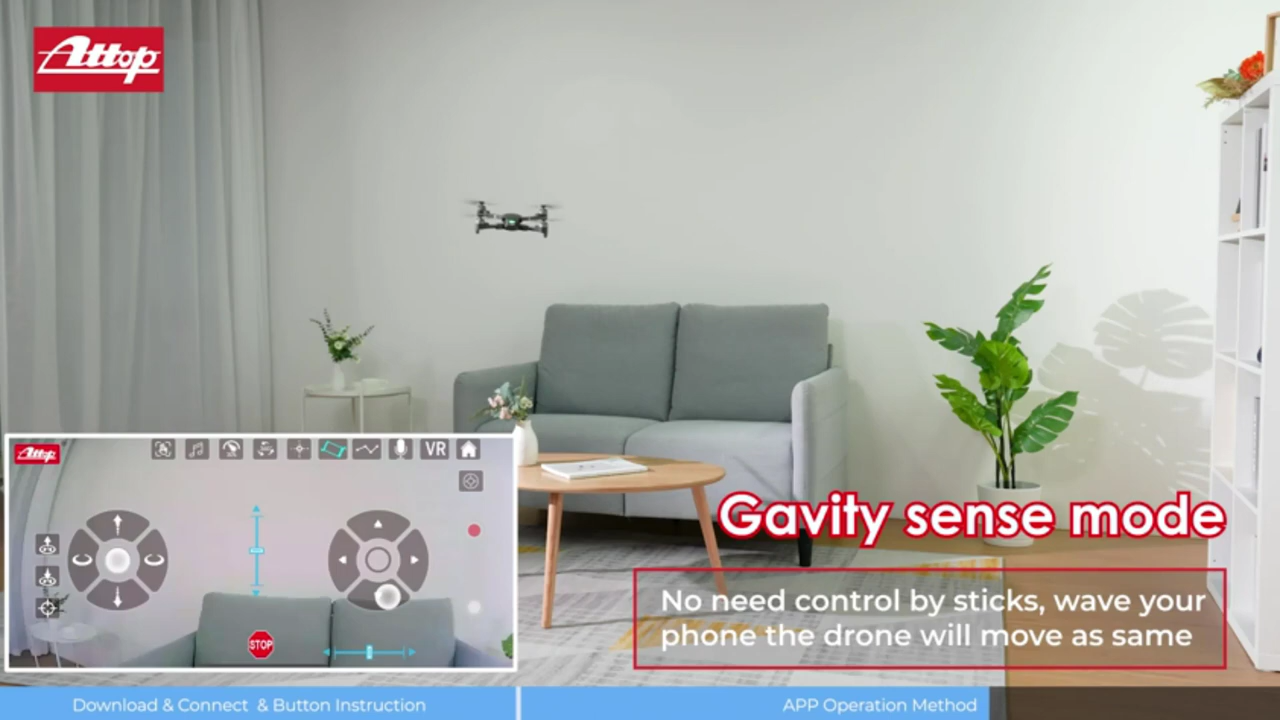 Attop
Attop
VR
STOP
Gavity sense mode
No need control by sticks, wave your
phone the drone will move as same
Download & Connect & Button Instruction
APP Operation Method